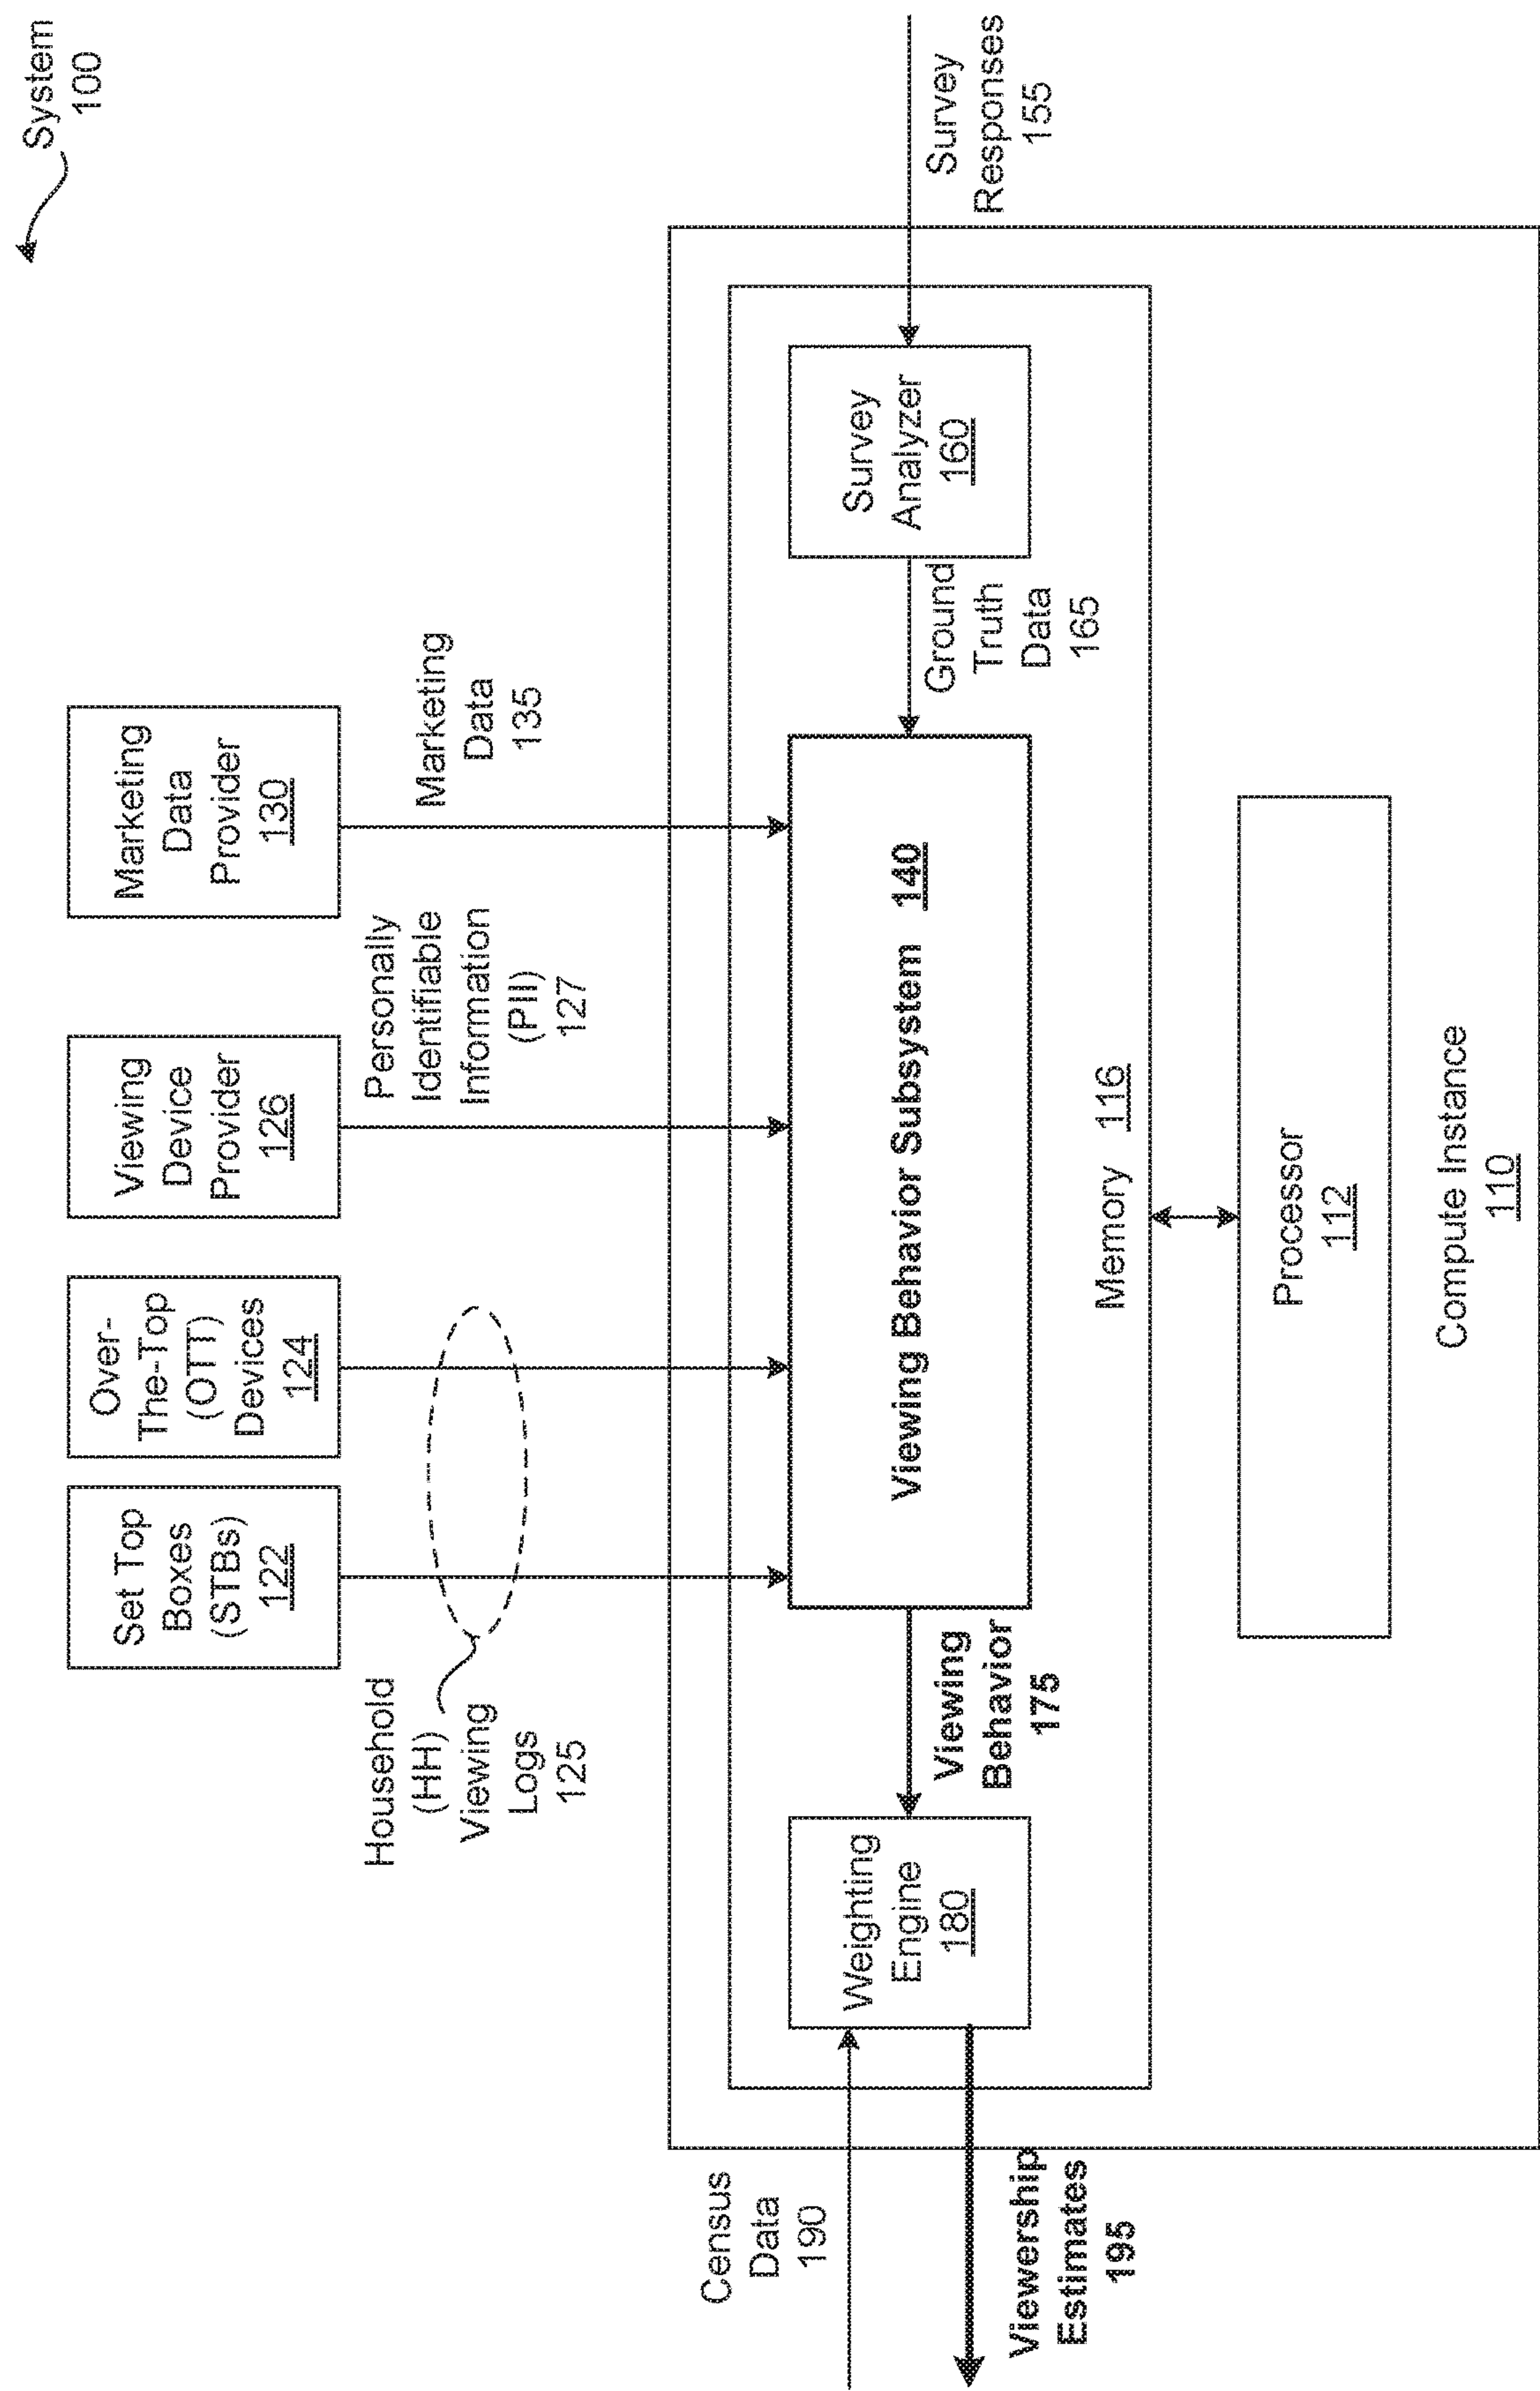 System
100
Set Top
Boxes
(STBs)
122
Over-
The-Top
(OTT)
Devices
124
Viewing
Device
Provider
126
Marketing
Data
Provider
130
Household
(HH)
Viewing
Logs
125
Personally
Identifiable
Information
(PII)
127
Marketing
Data
135
Census
Data
190
Viewership
Estimates
195
Weighting
Engine
180
Viewing
Behavior
175
Viewing Behavior Subsystem 140
Ground
Truth
Data
165
Survey
Analyzer
160
Survey
Responses
155
Memory 116
Processor
112
Compute Instance
110